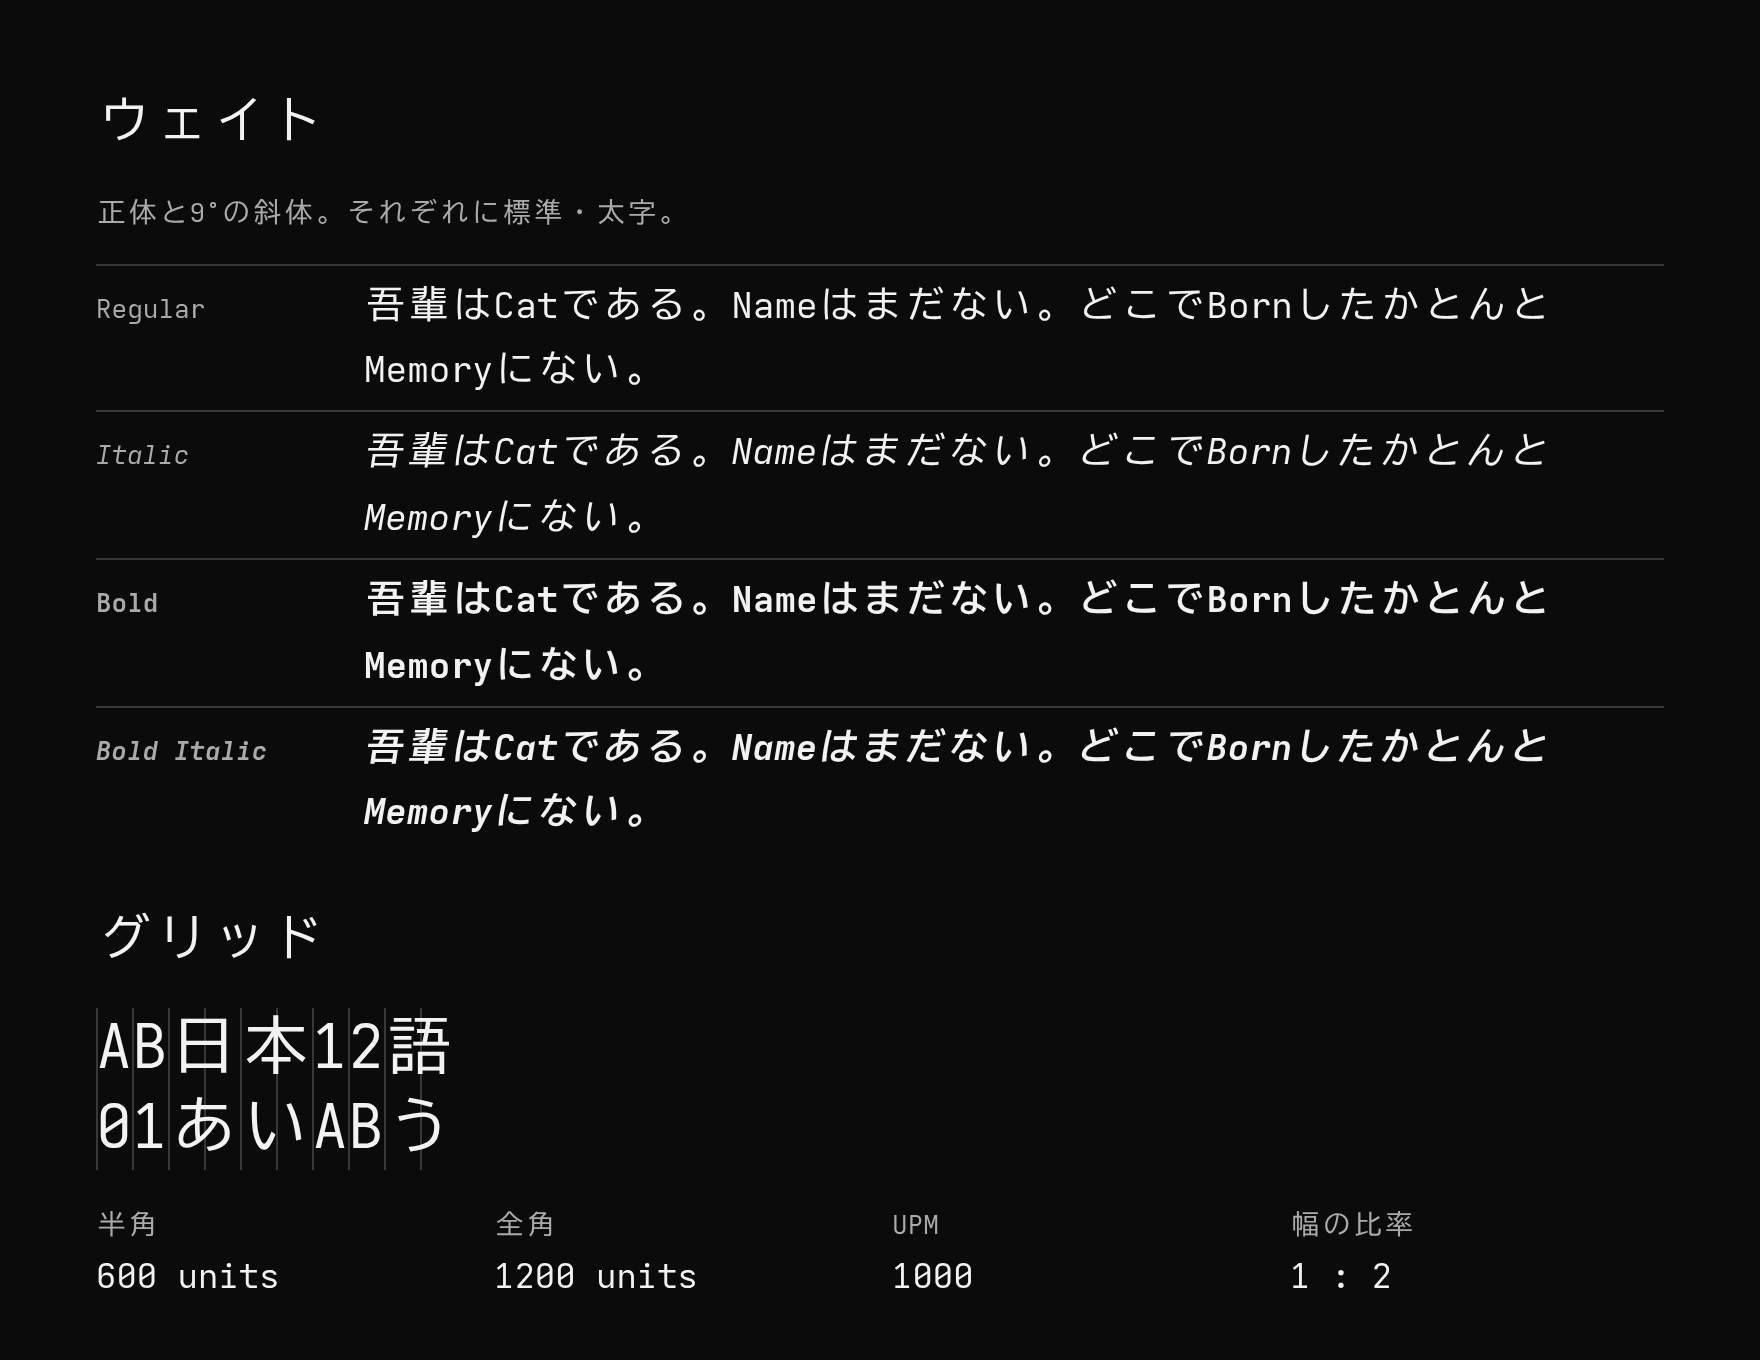 ウェイト
正体と9°の斜体。それぞれに標準・太字。
Regular
吾輩はCatである。Nameはまだない。どこでBornしたかとんと
Memoryにない。
Italic
吾輩はCatである。Nameはまだない。どこでBornしたかとんと
Memoryにない。
Bold
吾輩はCatである。Nameはまだない。どこでBornしたかとんと
Memoryにない。
Bold Italic
吾輩はCatである。Nameはまだない。どこでBornしたかとんと
Memoryにない。
グリッド
AB日本12語
01あいABう
半角
600 units
全角
1200 units
UPM
1000
幅の比率
1 : 2